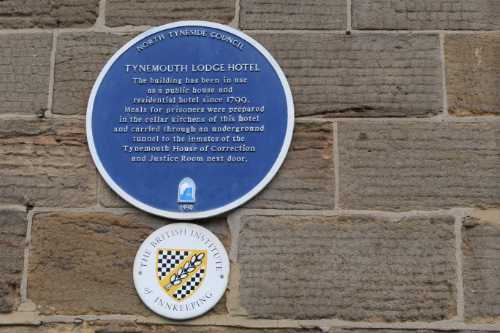 NORTH TYNESIDE COUNCIL
TYNEMOUTH LODGE HOTEL
The building has been in use
as a public house and
residential hotel since 1799.
Meals for prisoners were prepared
in the cellar kitchens of this hotel
and carried through an underground
tunnel to the inmates of the
Tynemouth House of Correction
and Justice Room next door.
THE BRITISH INSTITUTE
of INNKEEPING